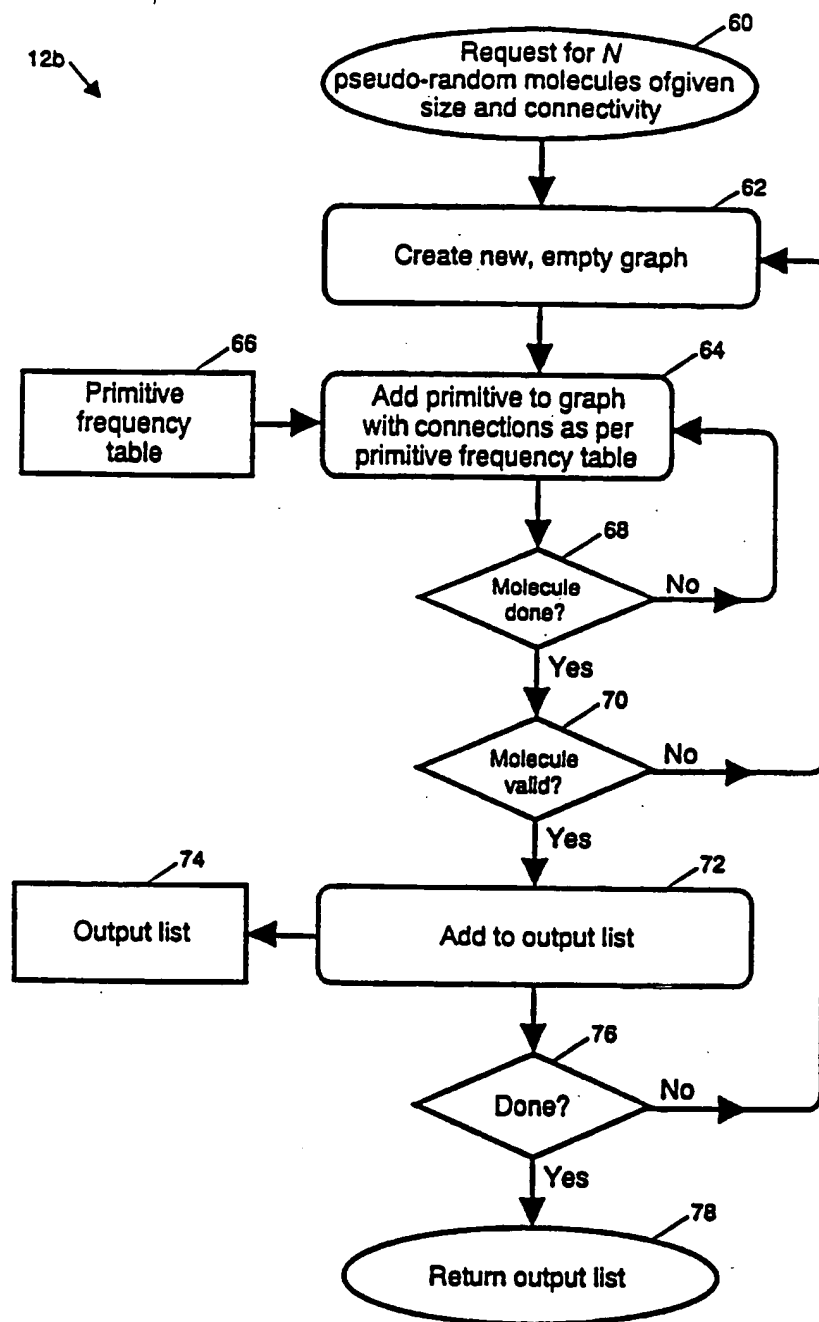 60
Request for N
pseudo-random molecules ofgiven
size and connectivity
12b
62
Create new, empty graph
66
Primitive
frequency
table
64
Add primitive to graph
with connections as per
primitive frequency table
68
Molecule
done?
No
Yes
70
Molecule
valid?
No
Yes
74
Output list
72
Add to output list
76
Done?
No
Yes
78
Return output list